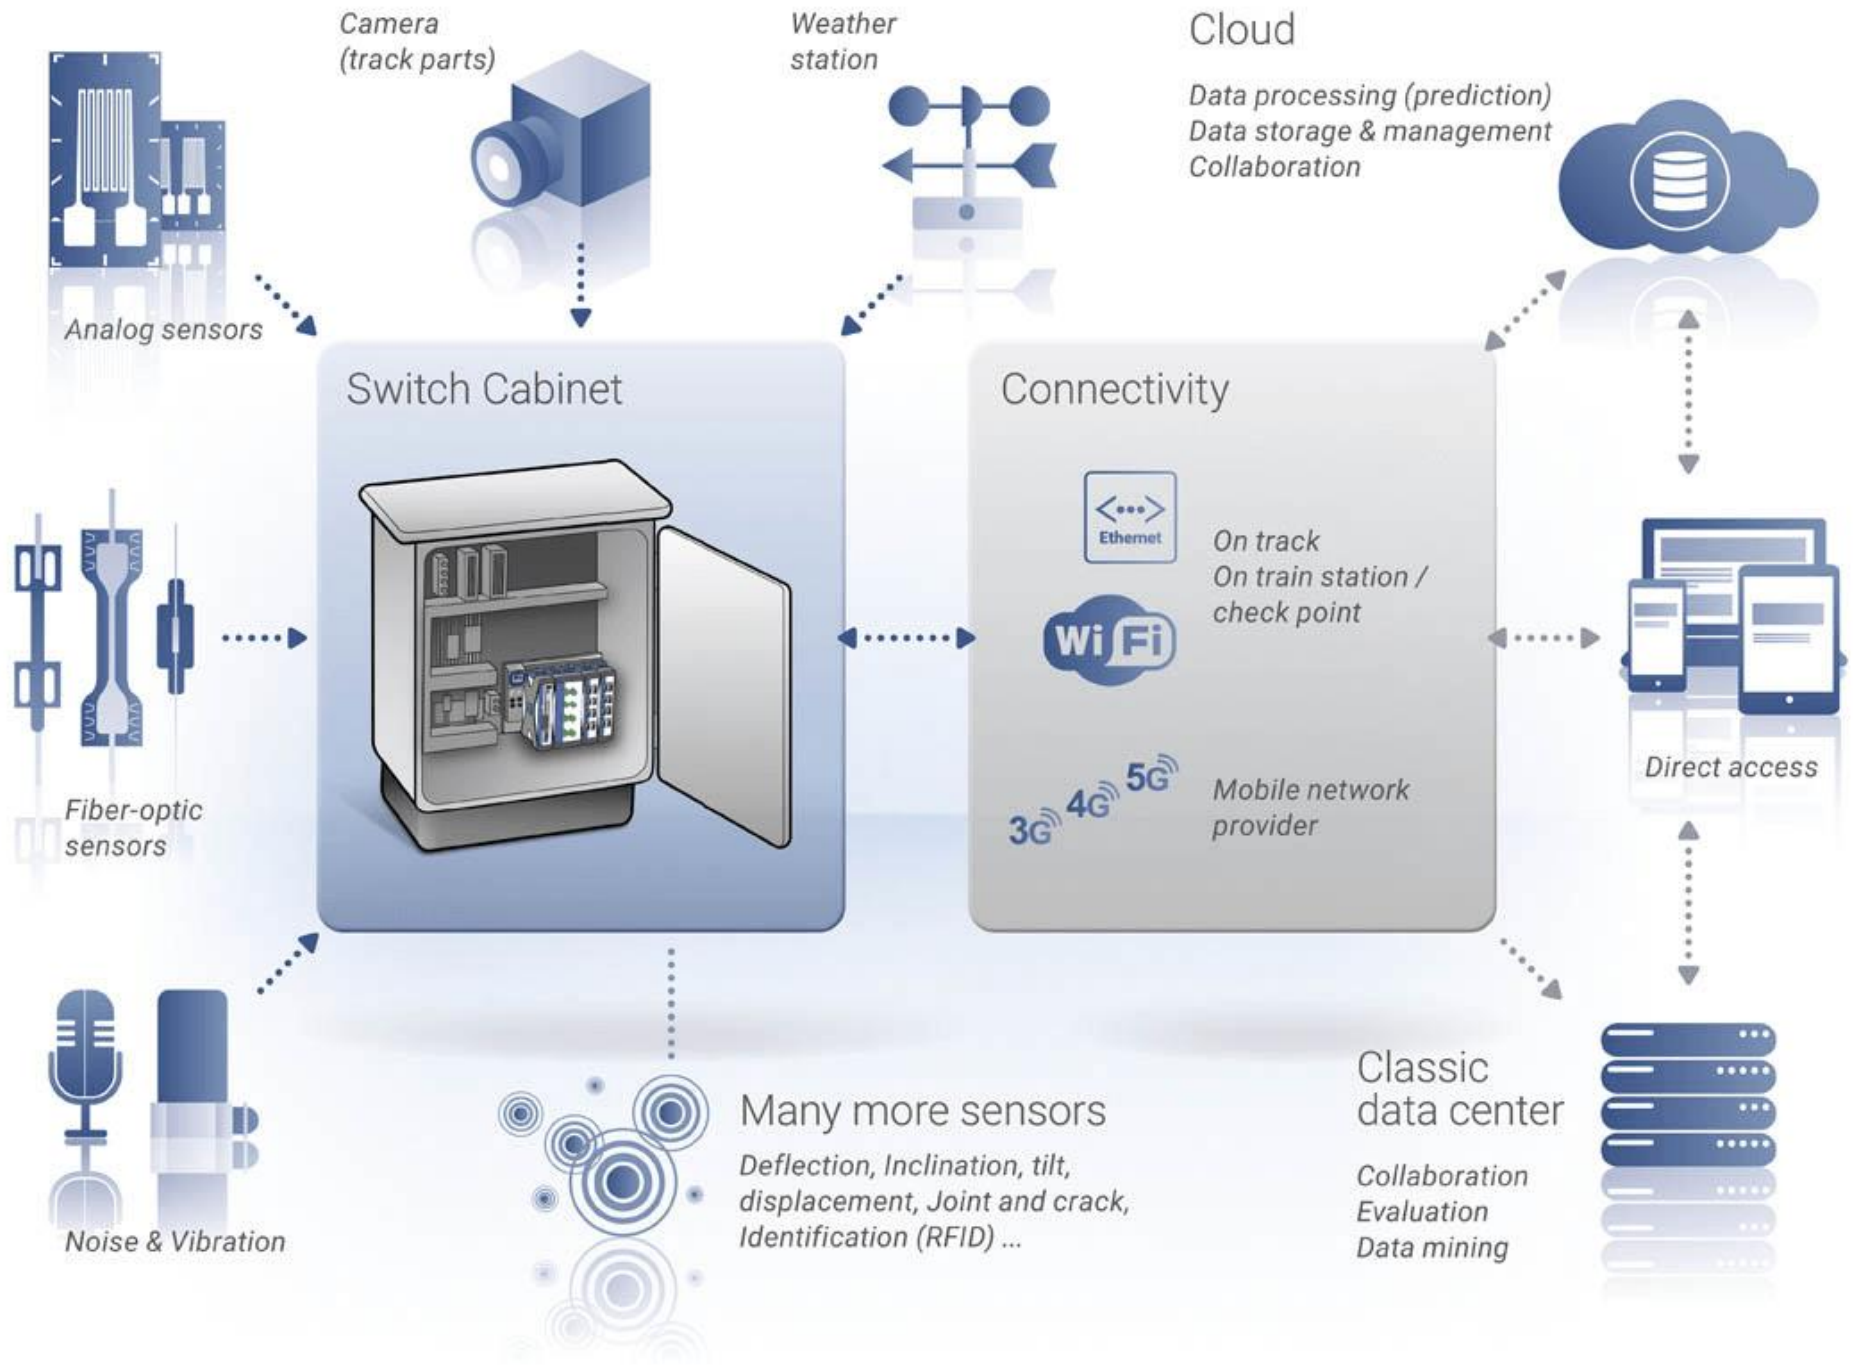 Camera
(track parts)
Weather
station
Cloud
Data processing (prediction)
Data storage & management
Collaboration
Analog sensors
Switch Cabinet
Connectivity
<•••>
Ethernet
On track
On train station /
check point
WiFi
Fiber-optic
sensors
3G 4G 5G
Mobile network
provider
Direct access
Noise & Vibration
Many more sensors
Deflection, Inclination, tilt,
displacement, Joint and crack,
Identification (RFID) ...
Classic
data center
Collaboration
Evaluation
Data mining